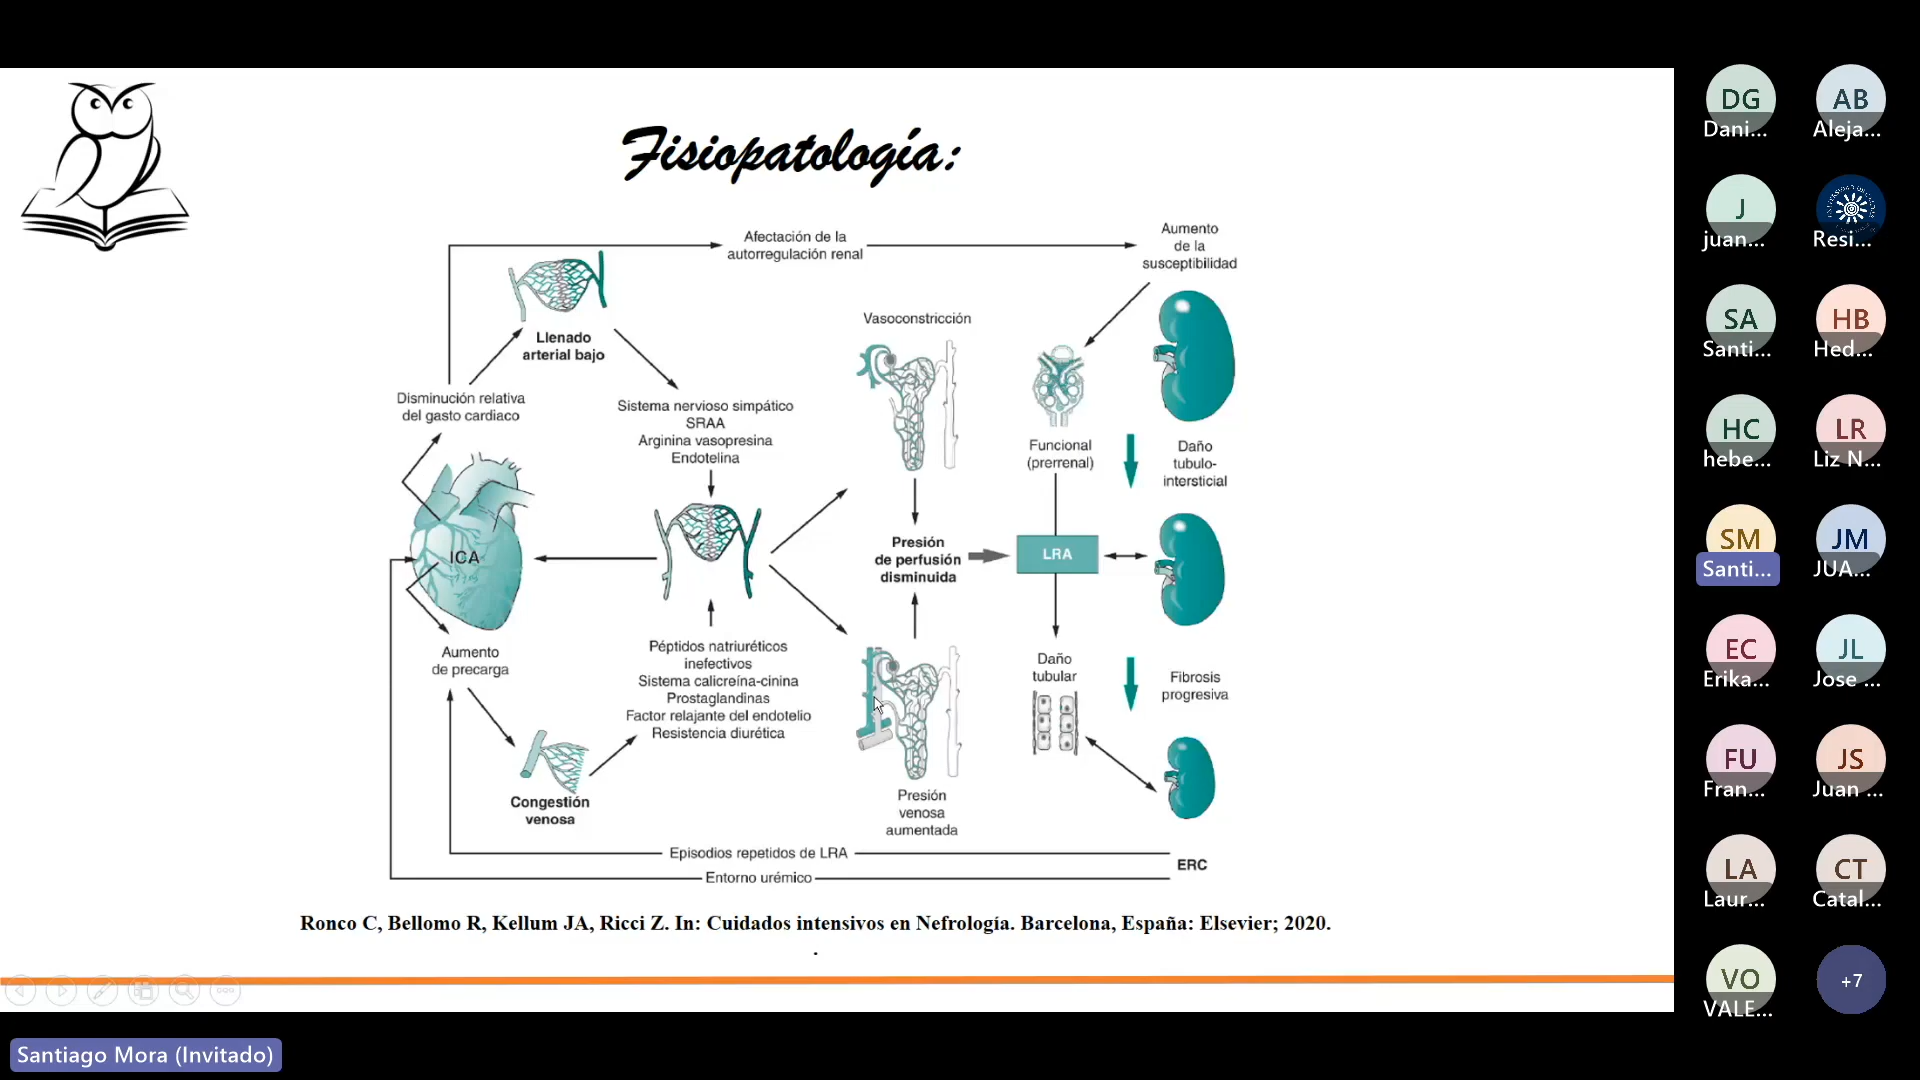 Fisiopatología:
Afectación de la
autorregulación renal
Aumento
de la
susceptibilidad
Llenado
arterial bajo
Vasoconstricción
Disminución relativa
del gasto cardiaco
Sistema nervioso simpático
SRAA
Arginina vasopresina
Endotelina
Funcional
(prerrenal)
Daño
tubulo-
intersticial
ICA
Presión
de perfusión
disminuida
LRA
Aumento
de precarga
Péptidos natriuréticos
inefectivos
Sistema calicreína-cinina
Prostaglandinas
Factor relajante del endotelio
Resistencia diurética
Daño
tubular
Fibrosis
progresiva
Congestión
venosa
Presión
venosa
aumentada
Episodios repetidos de LRA
ERC
Entorno urémico
Ronco C, Bellomo R, Kellum JA, Ricci Z. In: Cuidados intensivos en Nefrología. Barcelona, España: Elsevier; 2020.
.
DG
Dani...
AB
Aleja...
J
juan...
Resi...
SA
Santi...
HB
Hed...
HC
hebe...
LR
Liz N...
SM
Santi...
JM
JUA...
EC
Erika...
JL
Jose ...
FU
Fran...
JS
Juan ...
LA
Laur...
CT
Catal...
VO
VALE...
+7
Santiago Mora (Invitado)